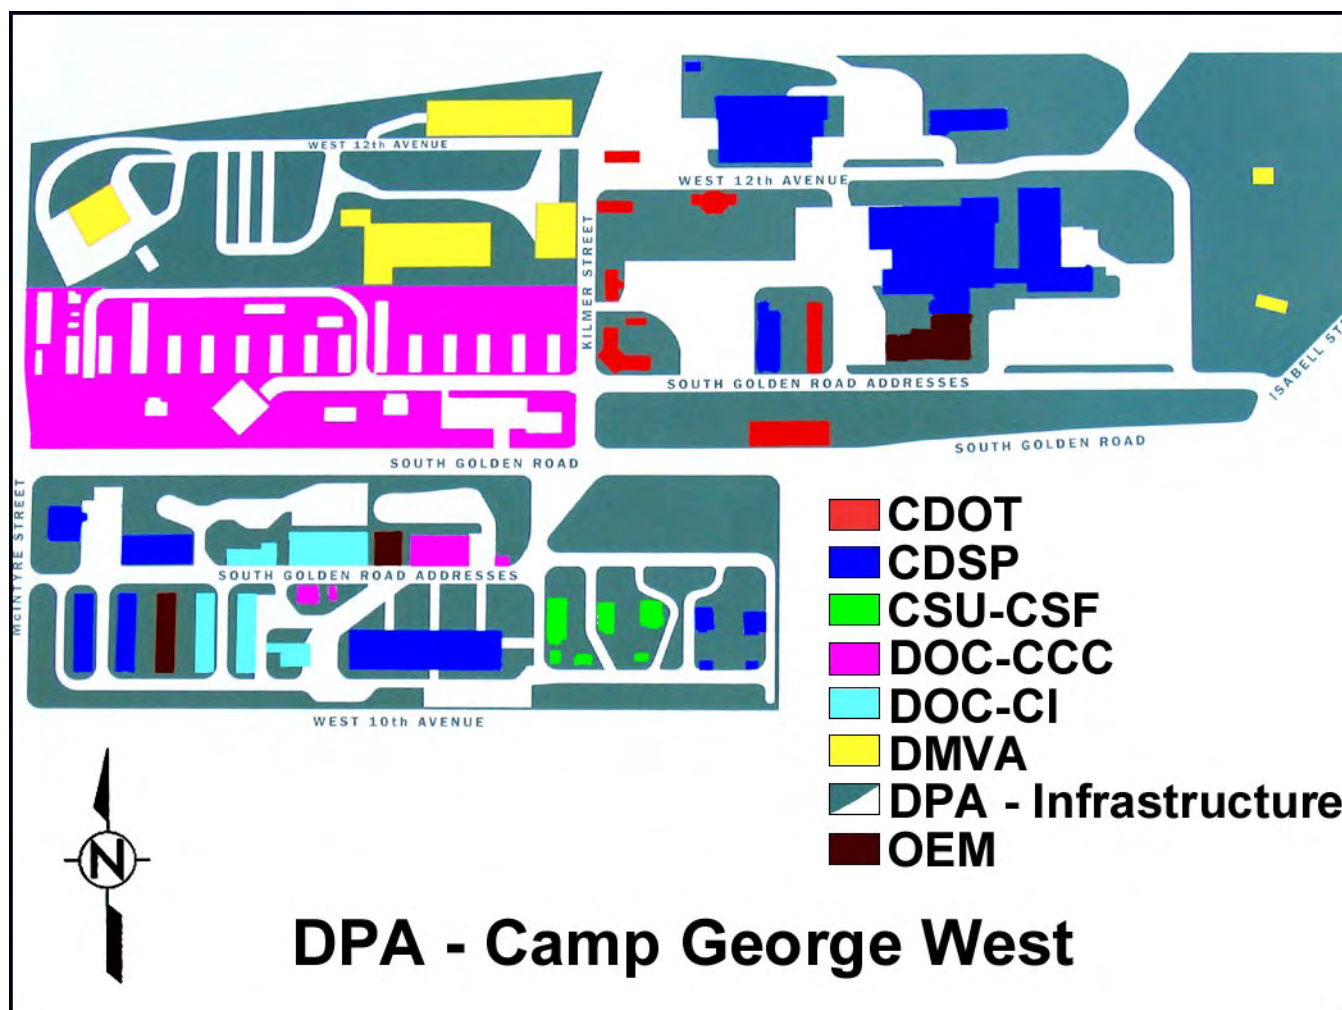 WEST 12th AVENUE
WEST 12th AVENUE
KILMER STREET
SOUTH GOLDEN ROAD ADDRESSES
ISABELL
SOUTH GOLDEN ROAD
SOUTH GOLDEN ROAD
McINTYRE STREET
SOUTH GOLDEN ROAD ADDRESSES
WEST 10th AVENUE
CDOT
CDSP
CSU-CSF
DOC-CCC
DOC-CI
DMVA
DPA - Infrastructure
OEM
N
DPA - Camp George West